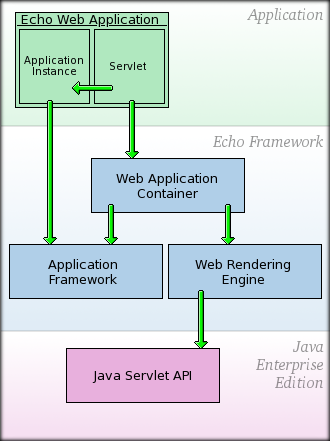 Application
Echo Web Application
Application
Instance
Servlet
Echo Framework
Web Application
Container
Application
Framework
Web Rendering
Engine
Java
Enterprise
Edition
Java Servlet API